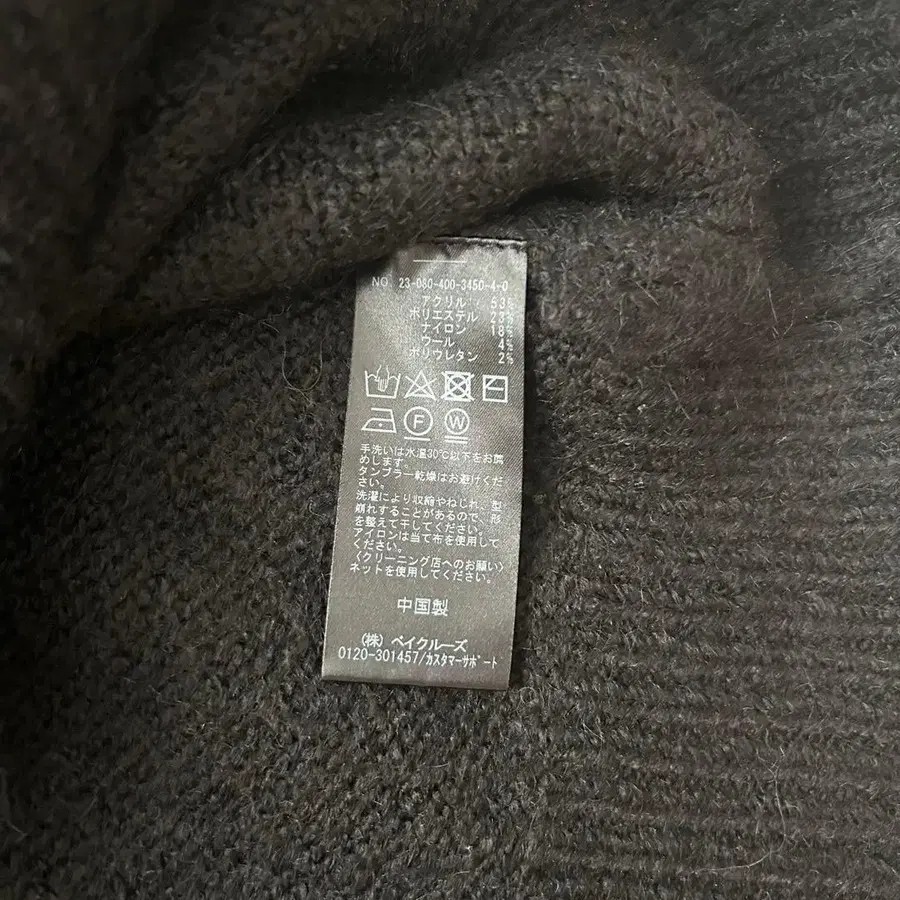 NO 23-080-400-3450-4-0
アクリル 53%
ポリエステル 23%
ナイロン 18%
ウール 4%
ポリウレタン 2%
F W
手洗いは水温30℃以下をお薦
めします。
タンブラー乾燥はお避けくだ
さい。
洗濯により収縮やねじれ、型
崩れすることがあるので、形
を整えて干してください。
アイロンは当て布を使用して
ください。
〈クリーニング店へのお願い〉
ネットを使用してください。
中国製
(株) ベイクルーズ
0120-301457/カスタマーサポート